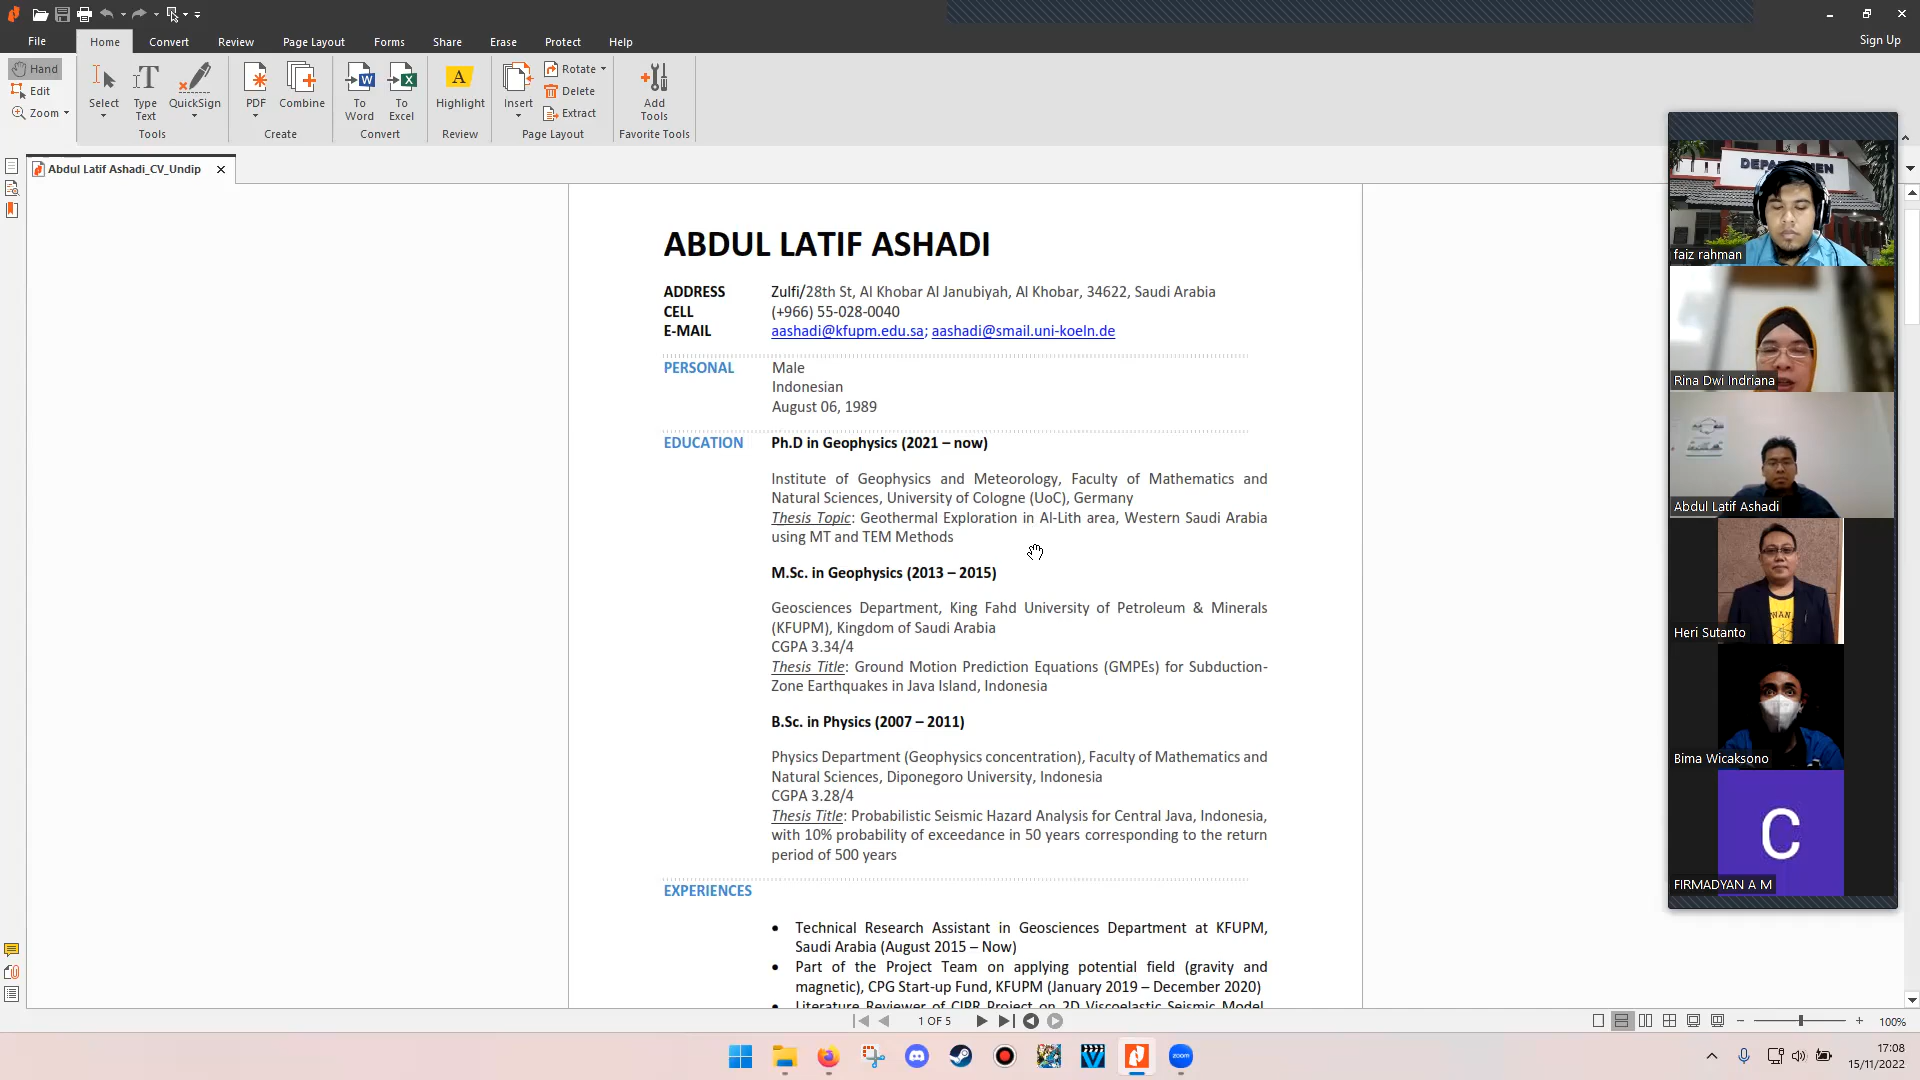 File
Home
Convert
Review
Page Layout
Forms
Share
Erase
Protect
Help
Sign Up
Hand
Edit
Zoom
Select
Type Text
QuickSign
Tools
PDF
Combine
Create
To Word
To Excel
Convert
Highlight
Review
Insert
Rotate
Delete
Extract
Page Layout
Add Tools
Favorite Tools
Abdul Latif Ashadi_CV_Undip
ABDUL LATIF ASHADI
ADDRESS Zulfi/28th St, Al Khobar Al Janubiyah, Al Khobar, 34622, Saudi Arabia
CELL (+966) 55-028-0040
E-MAIL aashadi@kfupm.edu.sa; aashadi@smail.uni-koeln.de
PERSONAL Male
Indonesian
August 06, 1989
EDUCATION Ph.D in Geophysics (2021 – now)
Institute of Geophysics and Meteorology, Faculty of Mathematics and
Natural Sciences, University of Cologne (UoC), Germany
Thesis Topic: Geothermal Exploration in Al-Lith area, Western Saudi Arabia
using MT and TEM Methods
M.Sc. in Geophysics (2013 – 2015)
Geosciences Department, King Fahd University of Petroleum & Minerals
(KFUPM), Kingdom of Saudi Arabia
CGPA 3.34/4
Thesis Title: Ground Motion Prediction Equations (GMPEs) for Subduction-
Zone Earthquakes in Java Island, Indonesia
B.Sc. in Physics (2007 – 2011)
Physics Department (Geophysics concentration), Faculty of Mathematics and
Natural Sciences, Diponegoro University, Indonesia
CGPA 3.28/4
Thesis Title: Probabilistic Seismic Hazard Analysis for Central Java, Indonesia,
with 10% probability of exceedance in 50 years corresponding to the return
period of 500 years
EXPERIENCES
• Technical Research Assistant in Geosciences Department at KFUPM,
Saudi Arabia (August 2015 – Now)
• Part of the Project Team on applying potential field (gravity and
magnetic), CPG Start-up Fund, KFUPM (January 2019 – December 2020)
• Literature Reviewer of CIPR Project on 2D Viscoelastic Seismic Model
faiz rahman
Rina Dwi Indriana
Abdul Latif Ashadi
Heri Sutanto
Bima Wicaksono
C
FIRMADYAN A M
1 OF 5
100%
zoom
17:08
15/11/2022